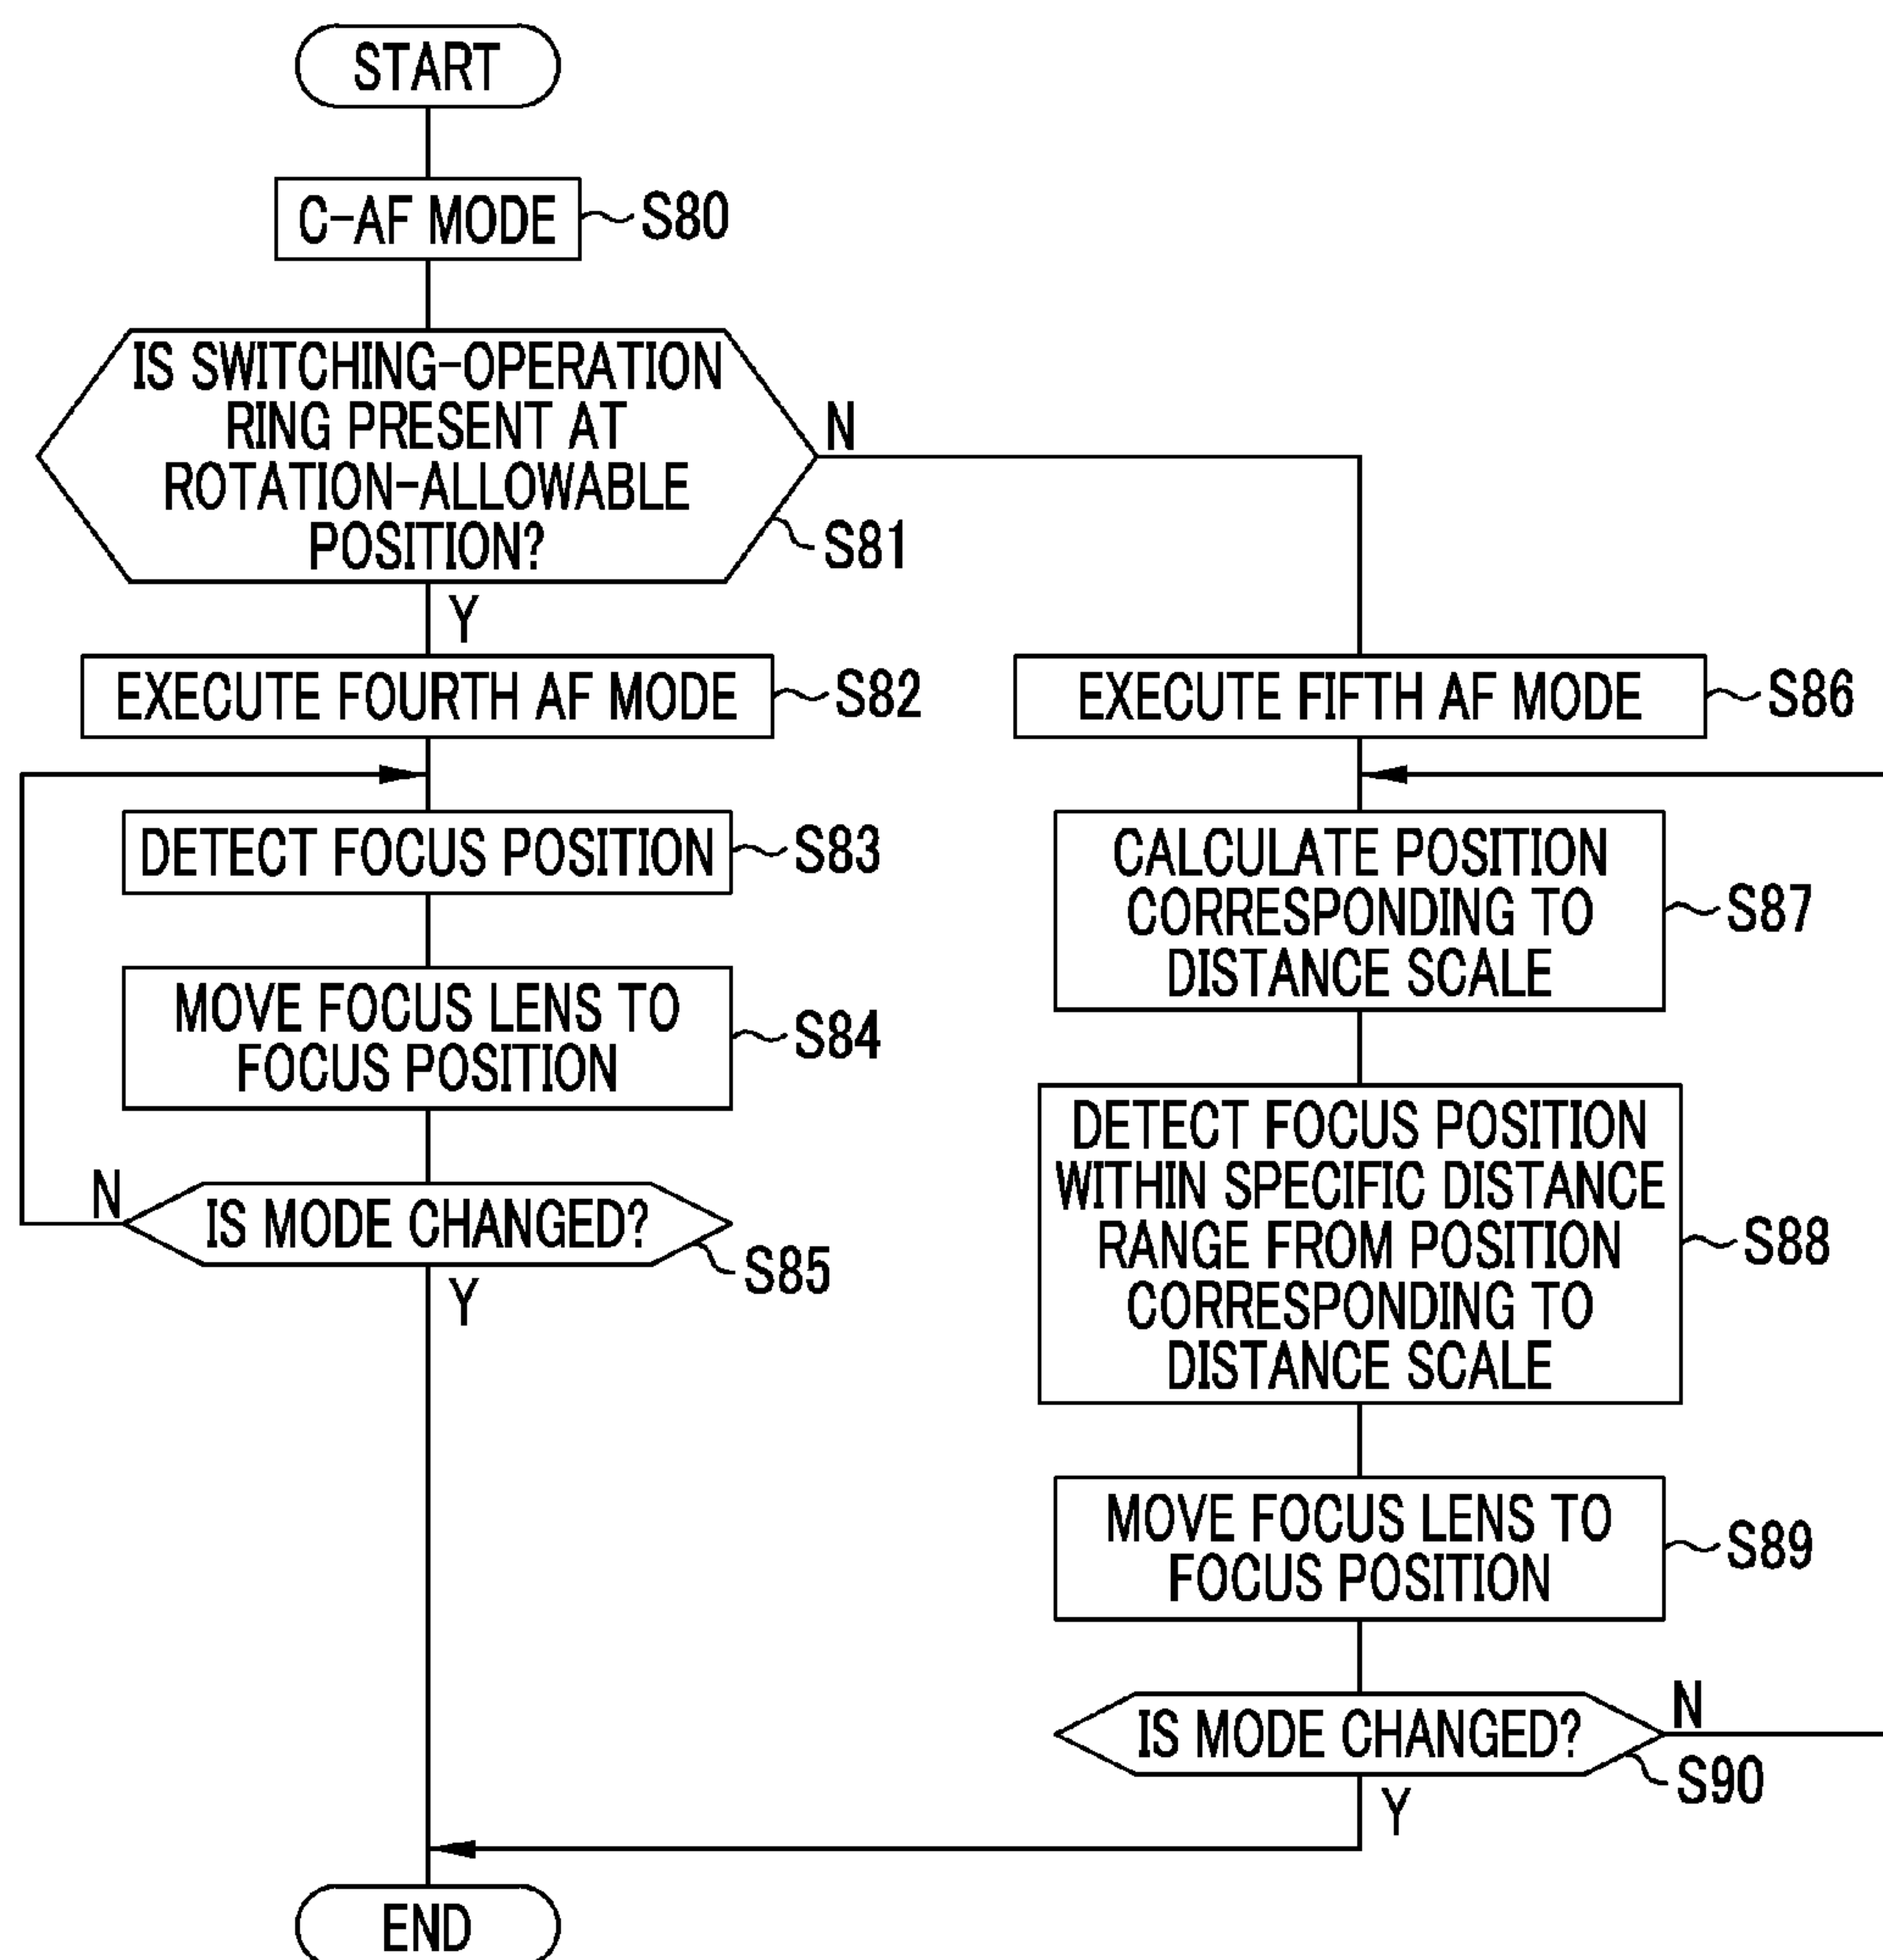 START
C-AF MODE
S80
IS SWITCHING-OPERATION
RING PRESENT AT
ROTATION-ALLOWABLE
POSITION?
N
S81
Y
EXECUTE FOURTH AF MODE
S82
DETECT FOCUS POSITION
S83
MOVE FOCUS LENS TO
FOCUS POSITION
S84
N
IS MODE CHANGED?
S85
Y
EXECUTE FIFTH AF MODE
S86
CALCULATE POSITION
CORRESPONDING TO
DISTANCE SCALE
S87
DETECT FOCUS POSITION
WITHIN SPECIFIC DISTANCE
RANGE FROM POSITION
CORRESPONDING TO
DISTANCE SCALE
S88
MOVE FOCUS LENS TO
FOCUS POSITION
S89
IS MODE CHANGED?
N
S90
Y
END